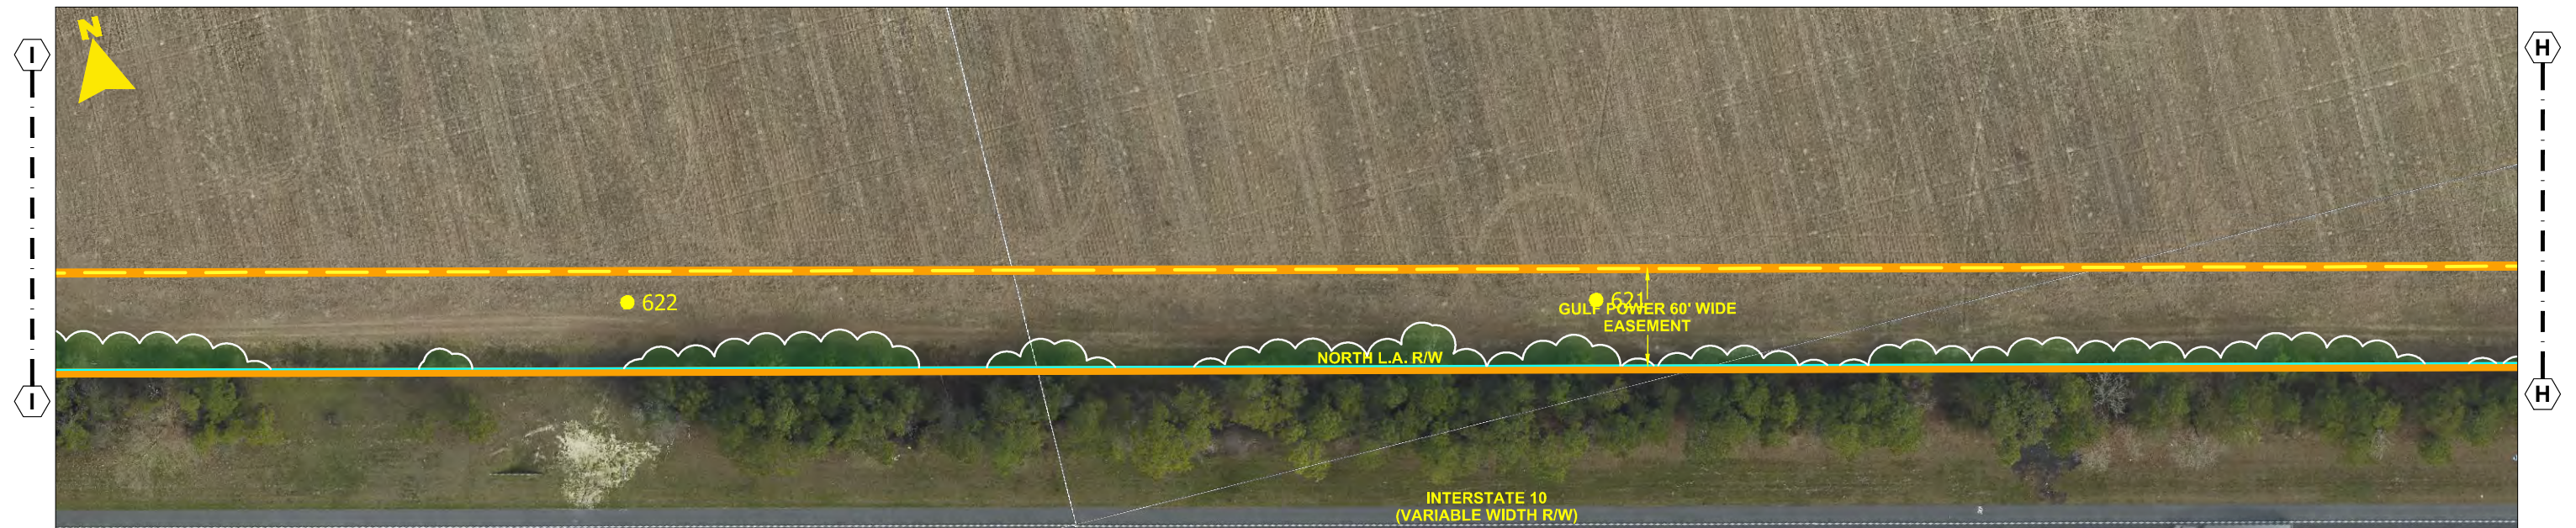 N
I
H
622
621
GULF POWER 60' WIDE
EASEMENT
NORTH L.A. R/W
I
H
INTERSTATE 10
(VARIABLE WIDTH R/W)